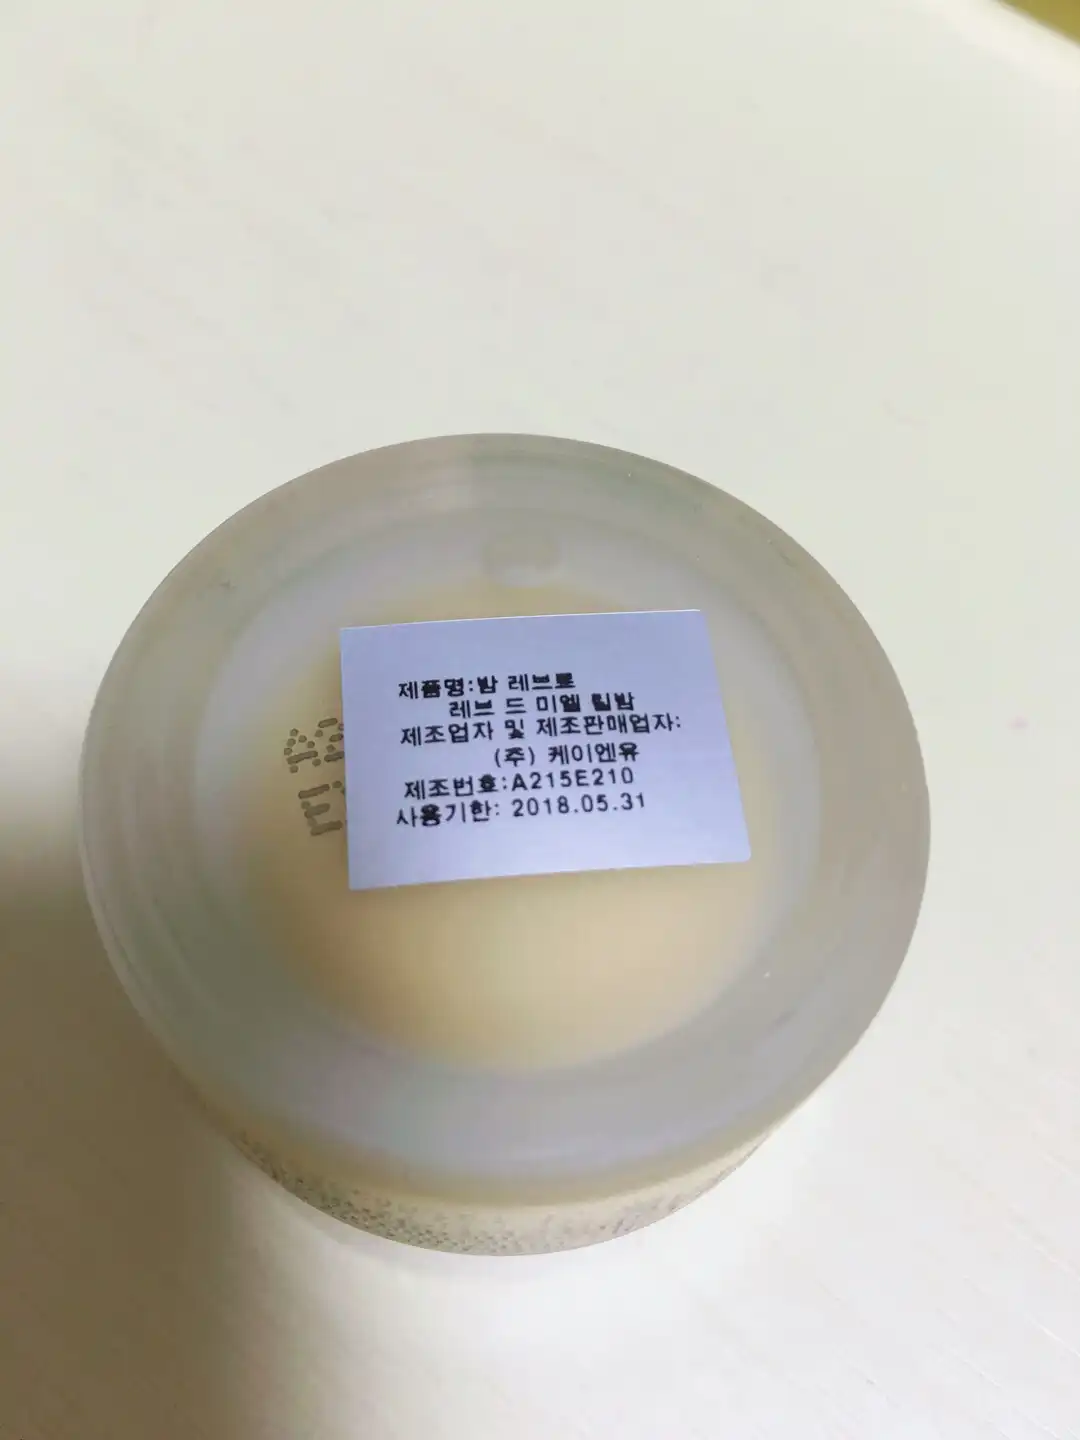 제품명:밤 레브르
레브 드 미엘 립밤
제조업자 및 제조판매업자:
(주) 케이엔유
제조번호:A215E210
사용기한: 2018.05.31
A2
E